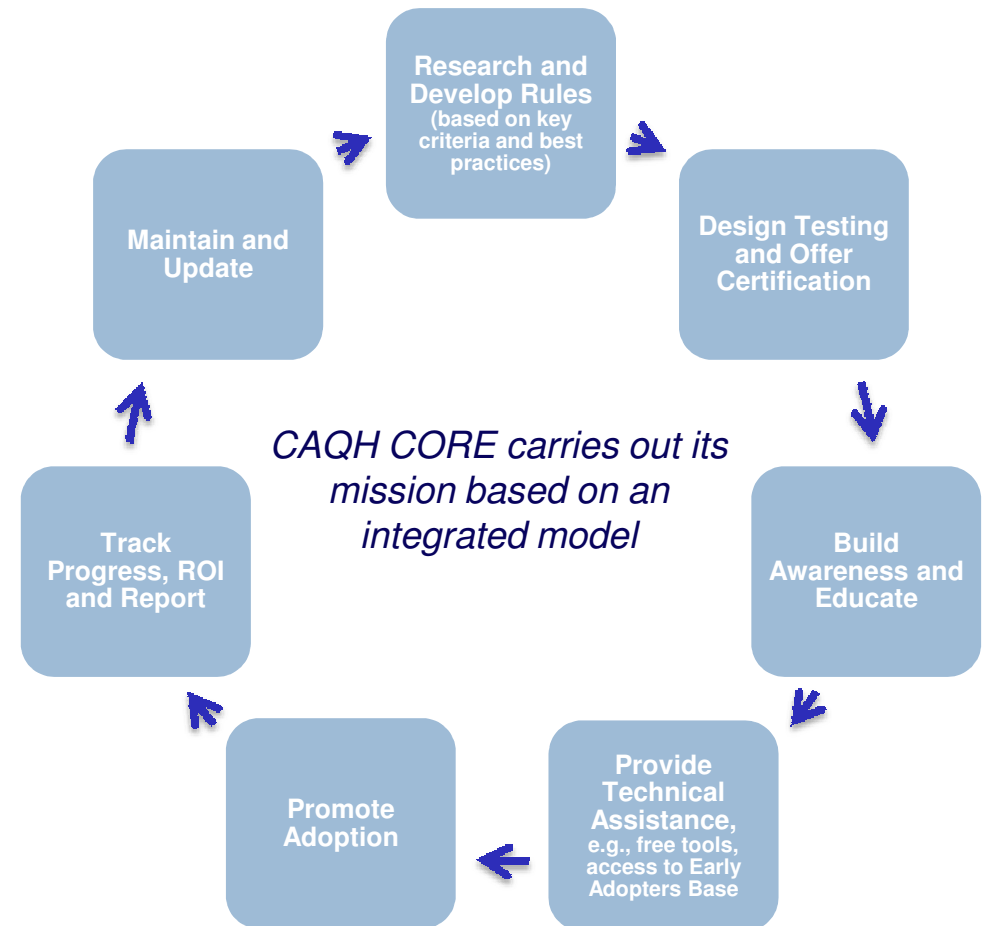 Research and
Develop Rules
(based on key
criteria and best
practices)
Design Testing
and Offer
Certification
Build
Awareness and
Educate
Provide
Technical
Assistance,
e.g., free tools,
access to Early
Adopters Base
Promote
Adoption
Track
Progress, ROI
and Report
Maintain and
Update
CAQH CORE carries out its
mission based on an
integrated model